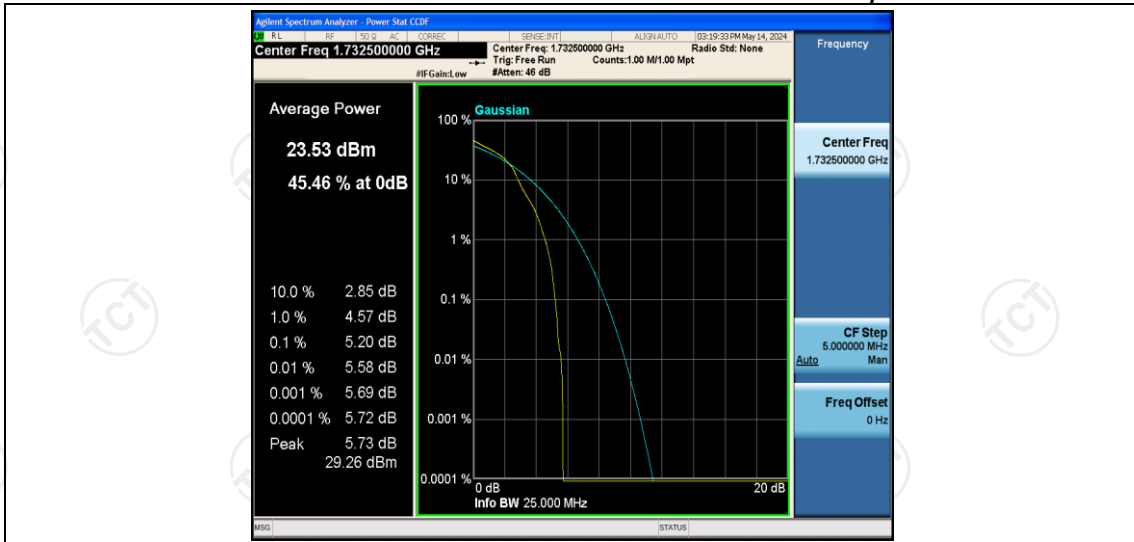 Agilent Spectrum Analyzer - Power Stat CCDF
RL RF 50 Ω AC CORREC SENSE:INT ALIGNAUTO 03:19:33 PM May 14, 2024
Center Freq 1.732500000 GHz
Center Freq: 1.732500000 GHz Radio Std: None
Trig: Free Run Counts:1.00 M/1.00 Mpt
#IFGain:Low #Atten: 46 dB
Frequency
Average Power
23.53 dBm
45.46 % at 0dB
10.0 % 2.85 dB
1.0 % 4.57 dB
0.1 % 5.20 dB
0.01 % 5.58 dB
0.001 % 5.69 dB
0.0001 % 5.72 dB
Peak 5.73 dB
29.26 dBm
Gaussian
100 %
10 %
1 %
0.1 %
0.01 %
0.001 %
0.0001 %
0 dB 20 dB
Info BW 25.000 MHz
Center Freq
1.732500000 GHz
CF Step
5.000000 MHz
Auto Man
Freq Offset
0 Hz
MSG STATUS
TCT
TCT